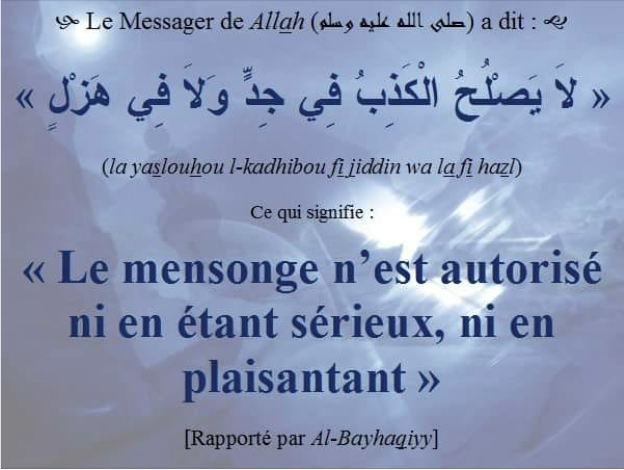 Le Messager de Allah (صلى الله عليه وسلم) a dit :
« لاَ يَصْلُحُ الْكَذِبُ فِي جِدٍّ وَلاَ فِي هَزْلٍ »
(la yaslouhou l-kadhibou fi jiddin wa la fi hazl)
Ce qui signifie :
« Le mensonge n’est autorisé
ni en étant sérieux, ni en
plaisantant »
[Rapporté par Al-Bayhaqiyy]